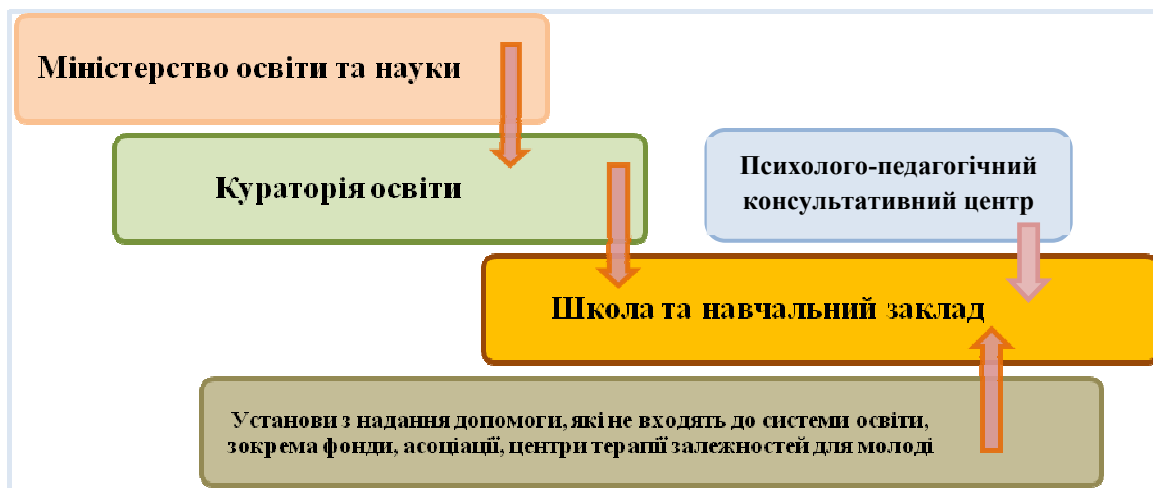 Міністерство освіти та науки
Кураторія освіти
Психолого-педагогічний
консультативний центр
Школа та навчальний заклад
Установи з надання допомоги, які не входять до системи освіти,
зокрема фонди, асоціації, центри терапії залежностей для молоді